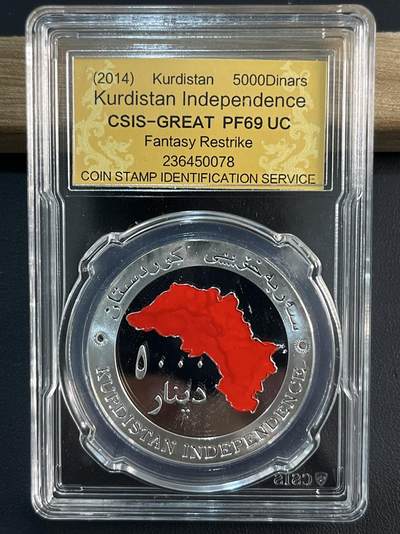 (2014) Kurdistan 5000Dinars
Kurdistan Independence
CSIS-GREAT PF69 UC
Fantasy Restrike
236450078
COIN STAMP IDENTIFICATION SERVICE
سەربەخۆیی کوردستان
٥٠٠٠
دینار
KURDISTAN INDEPENDENCE
CSIS